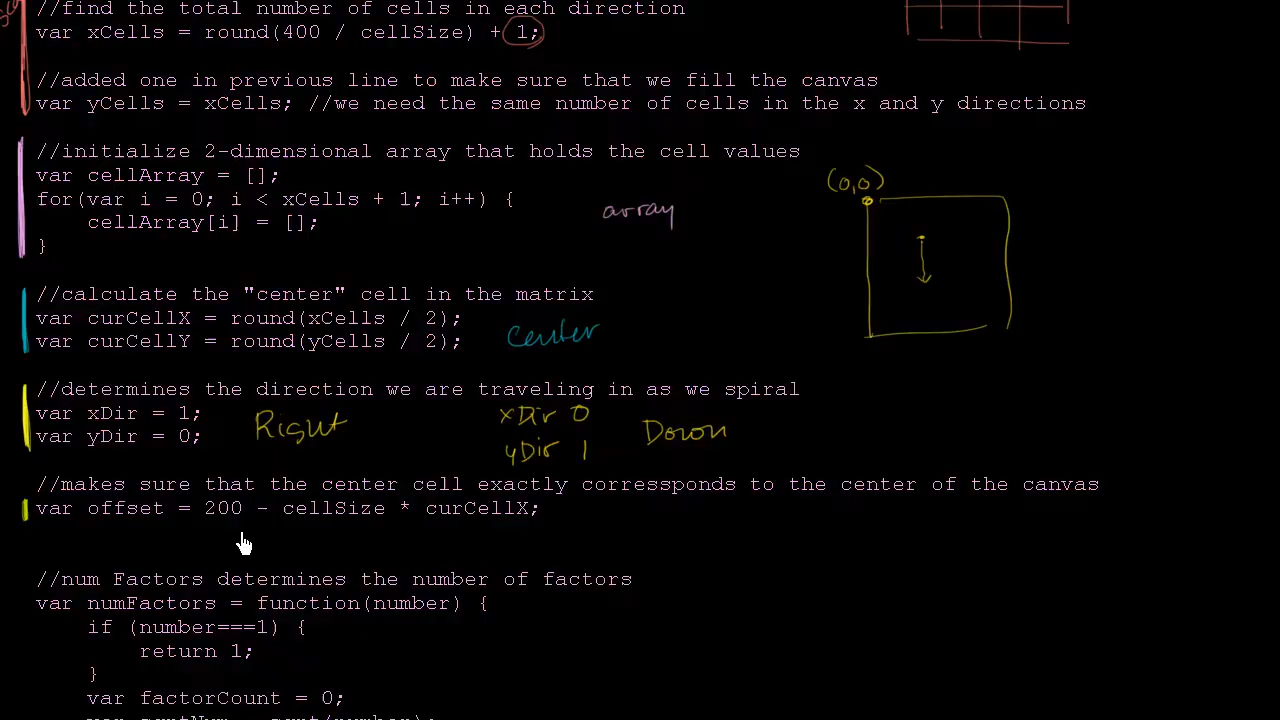 //find the total number of cells in each direction
var xCells = round(400 / cellSize) + 1;
//added one in previous line to make sure that we fill the canvas
var yCells = xCells; //we need the same number of cells in the x and y directions
//initialize 2-dimensional array that holds the cell values
var cellArray = [];
for(var i = 0; i < xCells + 1; i++) {
cellArray[i] = [];
}
array
(0,0)
//calculate the "center" cell in the matrix
var curCellX = round(xCells / 2);
var curCellY = round(yCells / 2);
Center
//determines the direction we are traveling in as we spiral
var xDir = 1;
var yDir = 0;
Right
xDir 0
yDir 1
Down
//makes sure that the center cell exactly corressponds to the center of the canvas
var offset = 200 - cellSize * curCellX;
//num Factors determines the number of factors
var numFactors = function(number) {
if (number===1) {
return 1;
}
var factorCount = 0;